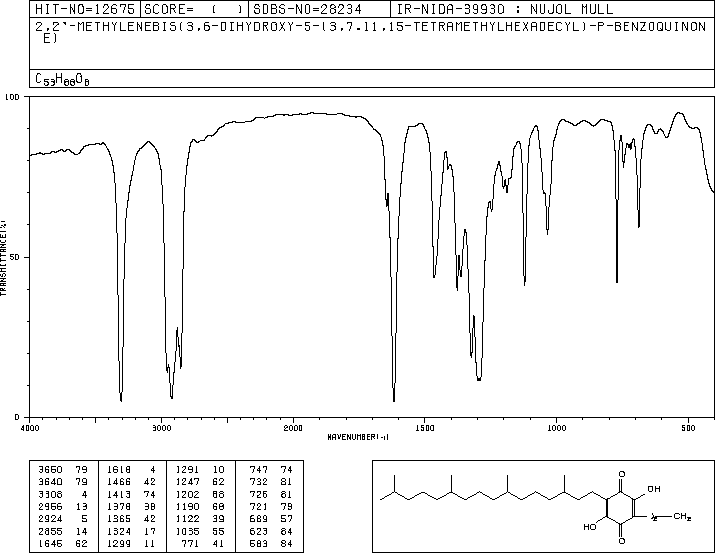 HIT-NO=12675 SCORE= ( ) SDBS-NO=28234 IR-NIDA-39930 : NUJOL MULL
2,2'-METHYLENEBIS(3,6-DIHYDROXY-5-(3,7,11,15-TETRAMETHYLHEXADECYL)-P-BENZOQUINON
E)
C53H88O8
100
50
0
TRANSMITTANCE(%)
4000 3000 2000 1500 1000 500
WAVENUMBER(-1)
3660 79 1618 4 1291 10 747 74
3640 79 1466 42 1247 62 732 81
3308 4 1413 74 1202 68 726 81
2956 13 1378 38 1190 68 721 79
2924 5 1365 42 1122 39 689 57
2855 14 1324 17 1035 55 623 84
1645 62 1299 11 771 41 583 84
O
OH
HO
O
2
CH2